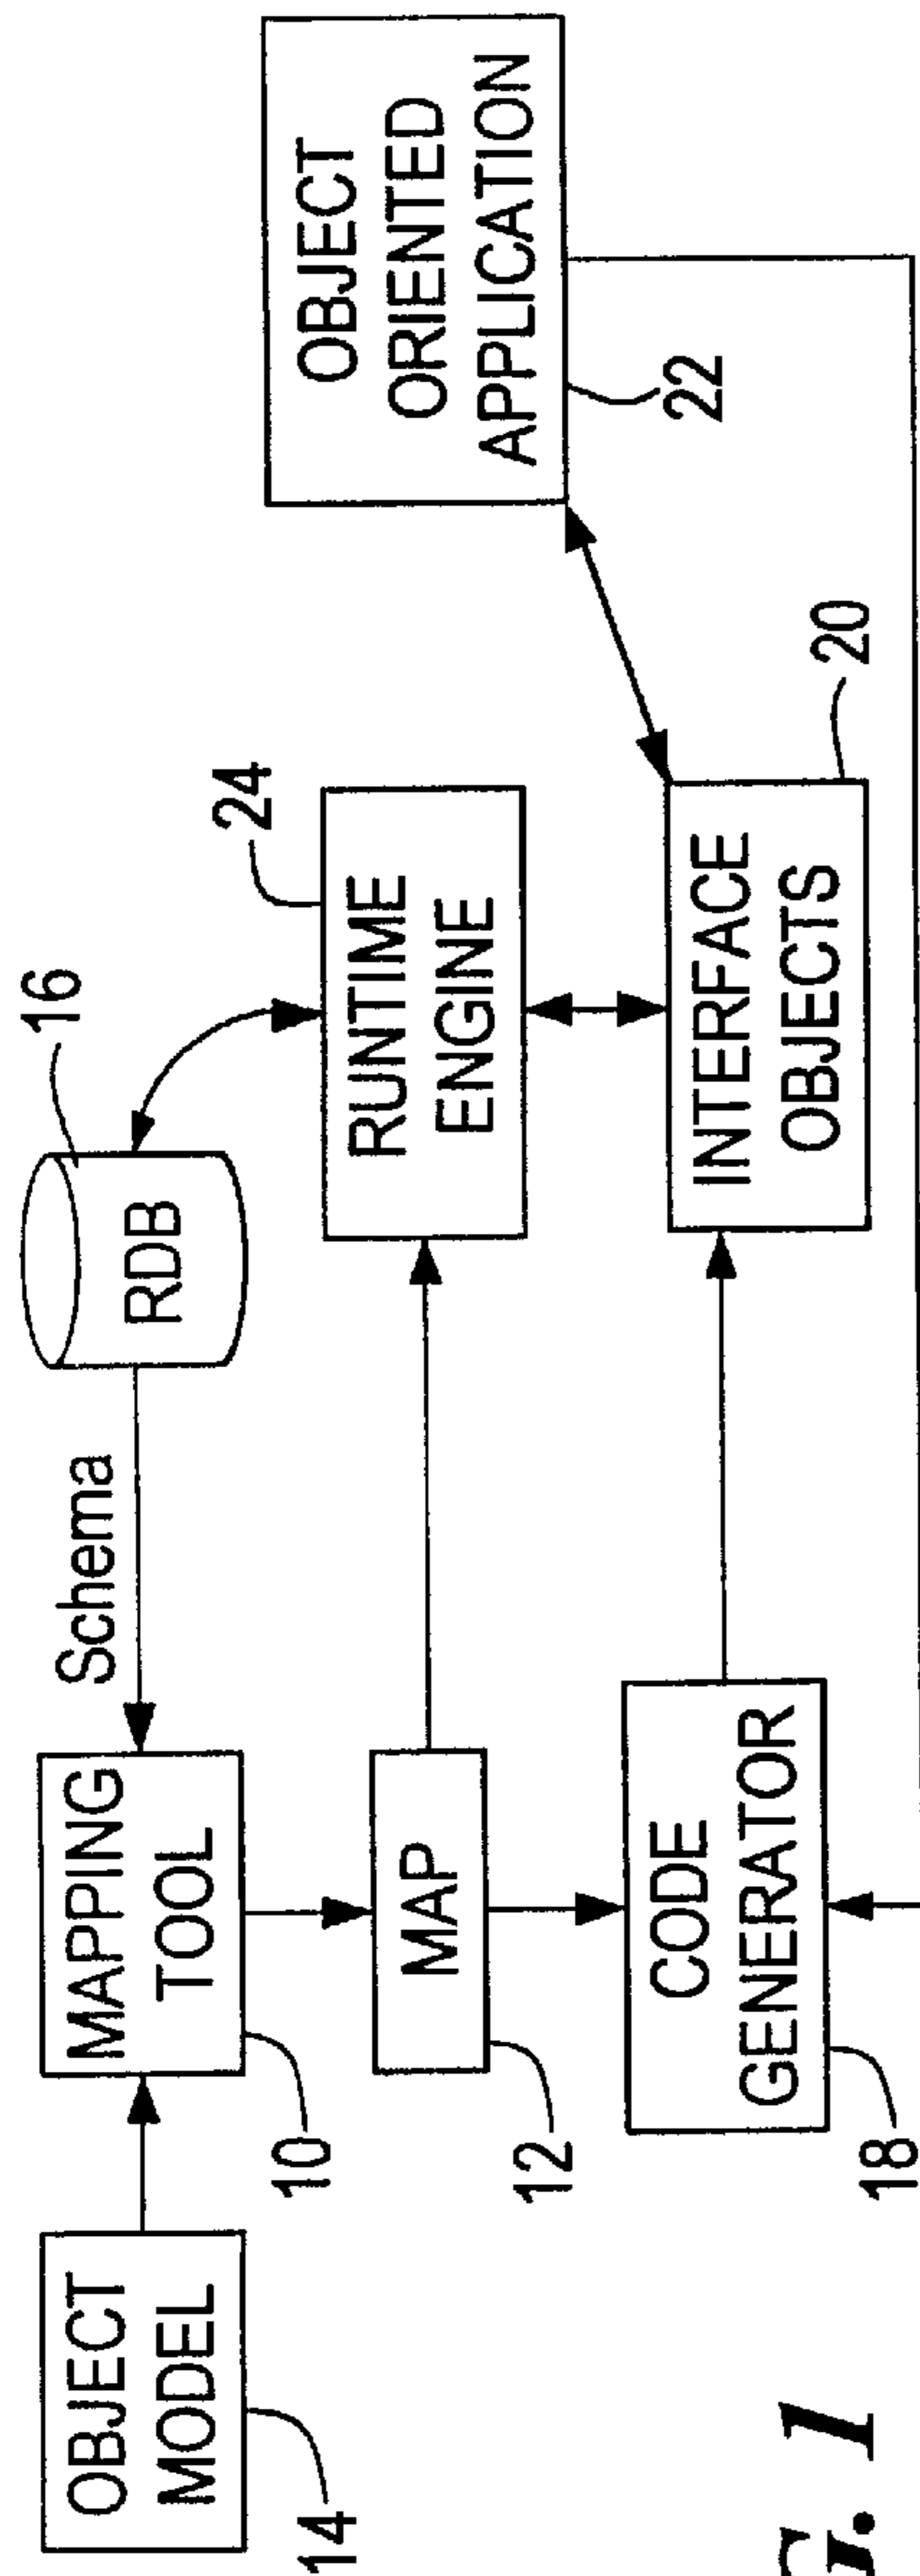 OBJECT
MODEL
14
MAPPING
TOOL
10
Schema
RDB
16
MAP
12
RUNTIME
ENGINE
24
CODE
GENERATOR
18
INTERFACE
OBJECTS
20
OBJECT
ORIENTED
APPLICATION
22
G. 1